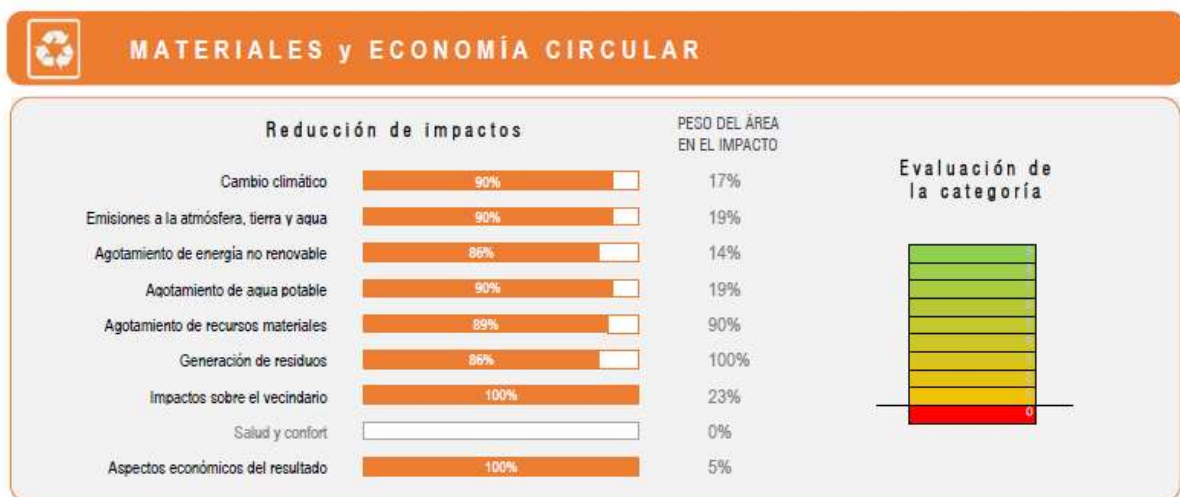 MATERIALES y ECONOMÍA CIRCULAR
Reducción de impactos
PESO DEL ÁREA
EN EL IMPACTO
Cambio climático 90% 17%
Emisiones a la atmósfera, tierra y agua 90% 19%
Agotamiento de energía no renovable 86% 14%
Agotamiento de agua potable 90% 19%
Agotamiento de recursos materiales 89% 90%
Generación de residuos 86% 100%
Impactos sobre el vecindario 100% 23%
Salud y confort 0%
Aspectos económicos del resultado 100% 5%
Evaluación de
la categoría
0